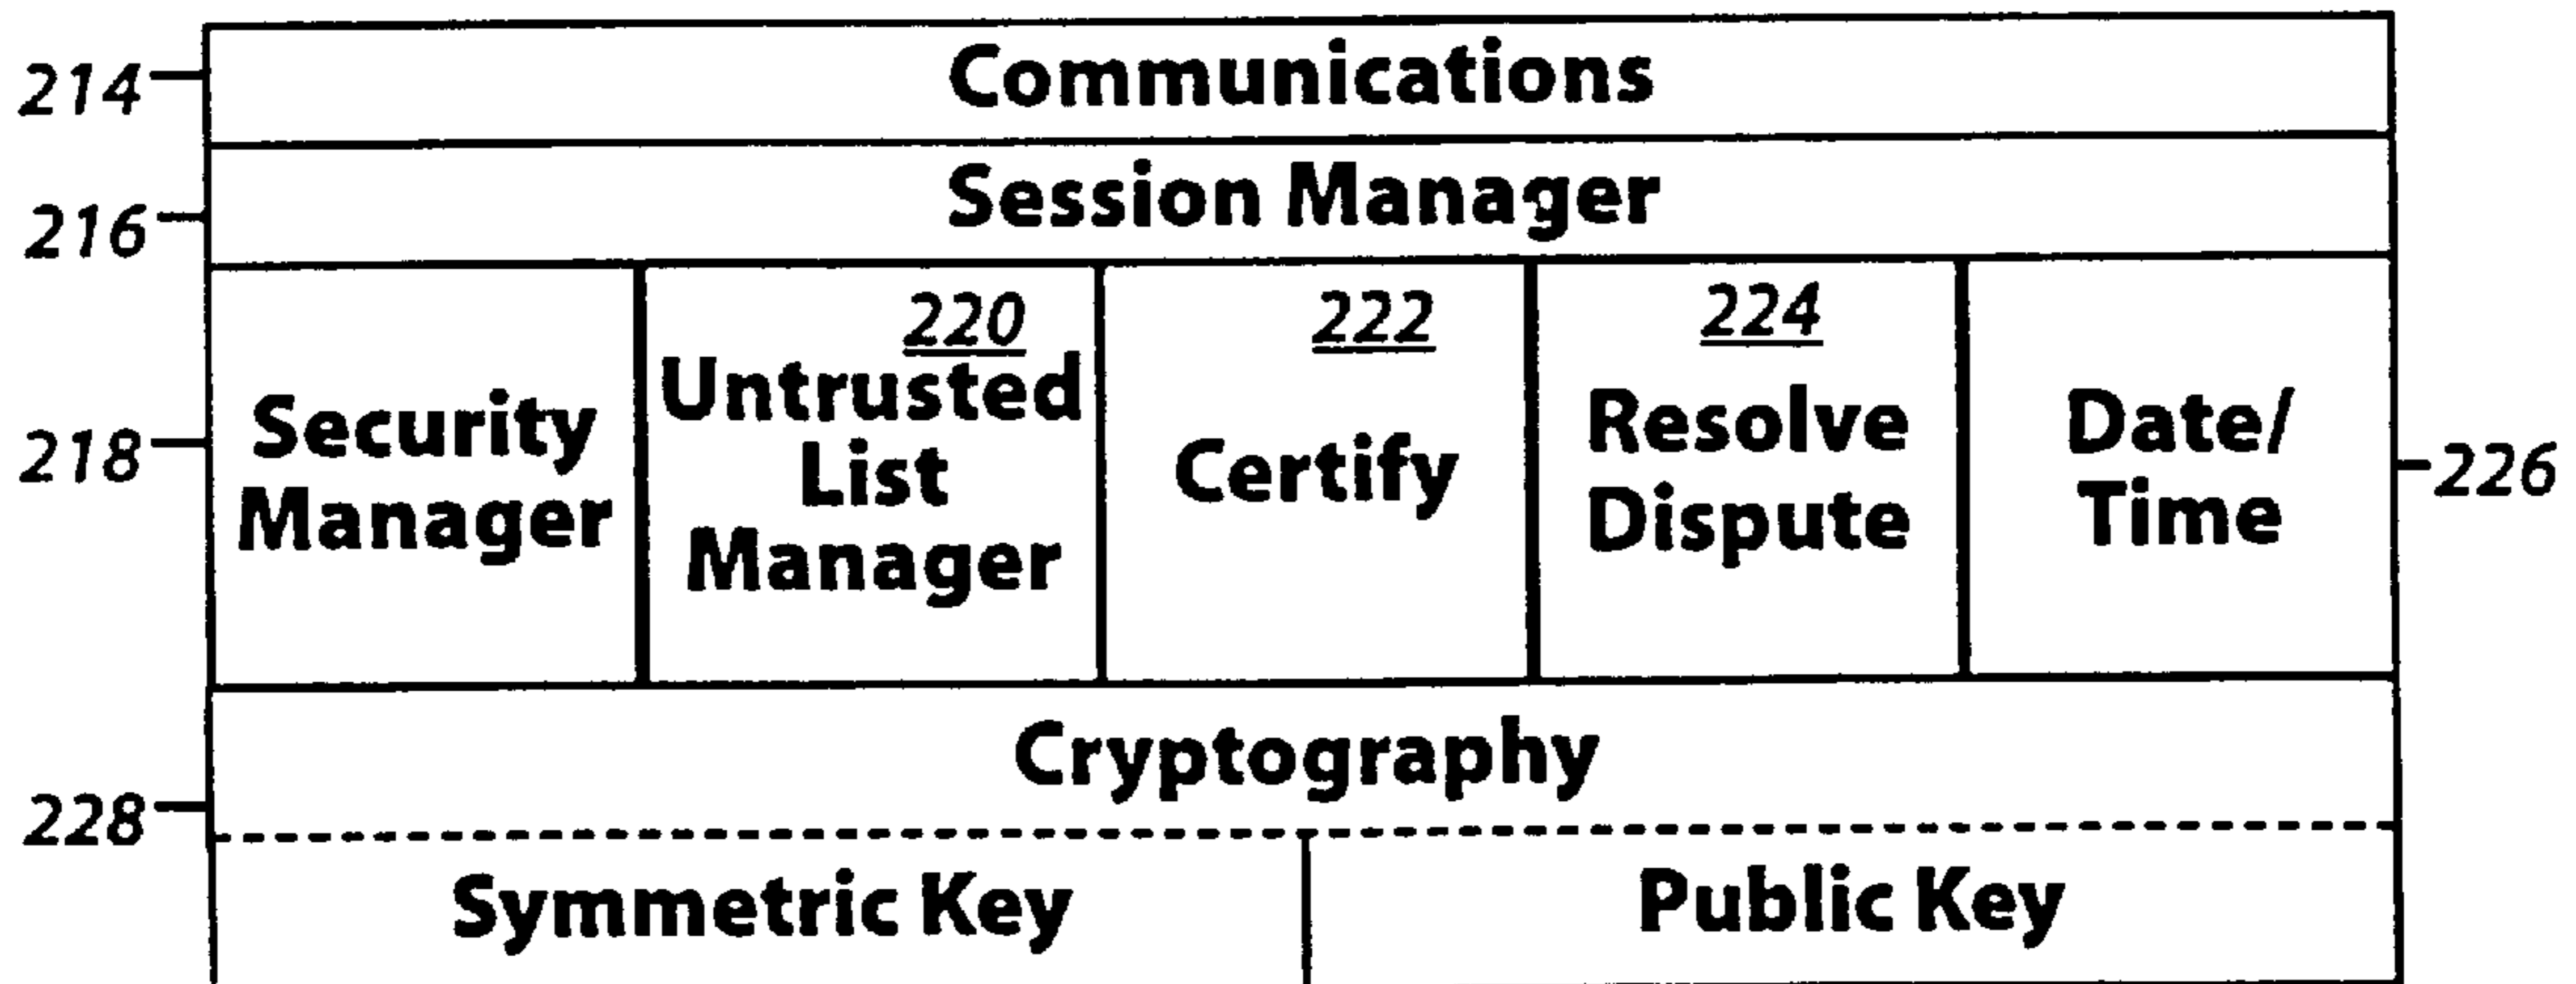 214
Communications
216
Session Manager
218
Security
Manager
220
Untrusted
List
Manager
222
Certify
224
Resolve
Dispute
Date/
Time
226
228
Cryptography
Symmetric Key
Public Key